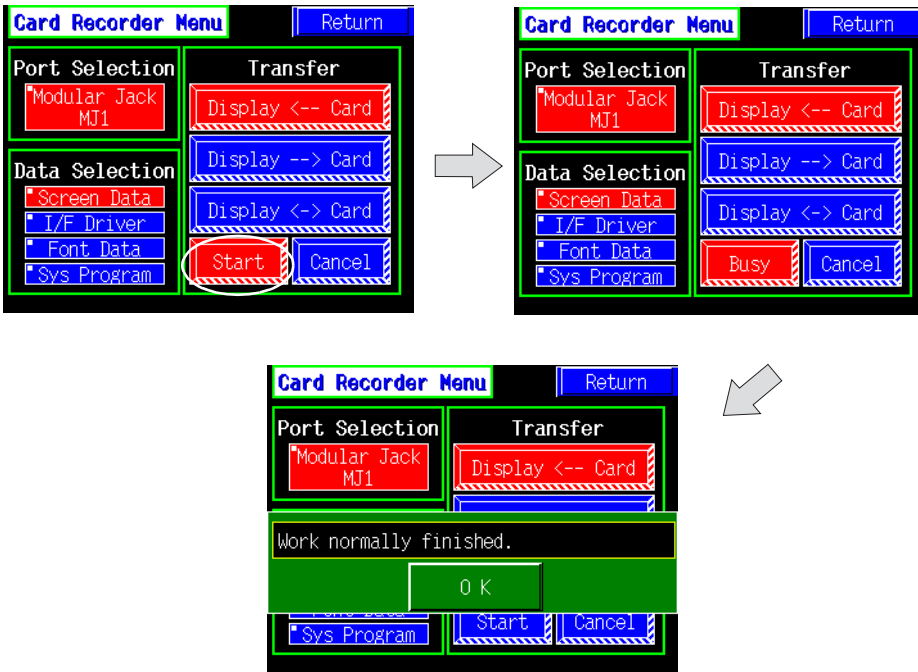 Card Recorder Menu
Return
Port Selection
Modular Jack
MJ1
Data Selection
Screen Data
I/F Driver
Font Data
Sys Program
Transfer
Display <-- Card
Display --> Card
Display <-> Card
Start
Cancel
Card Recorder Menu
Return
Port Selection
Modular Jack
MJ1
Data Selection
Screen Data
I/F Driver
Font Data
Sys Program
Transfer
Display <-- Card
Display --> Card
Display <-> Card
Busy
Cancel
Card Recorder Menu
Return
Port Selection
Modular Jack
MJ1
Transfer
Display <-- Card
Work normally finished.
O K
Sys Program
Start
Cancel